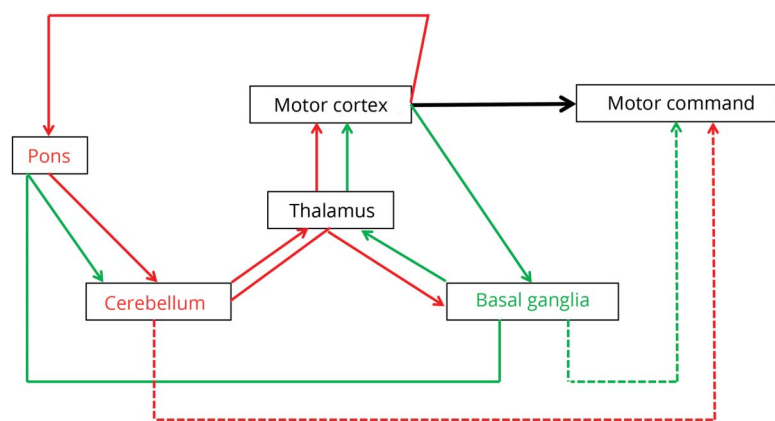 Motor cortex
Motor command
Pons
Thalamus
Cerebellum
Basal ganglia